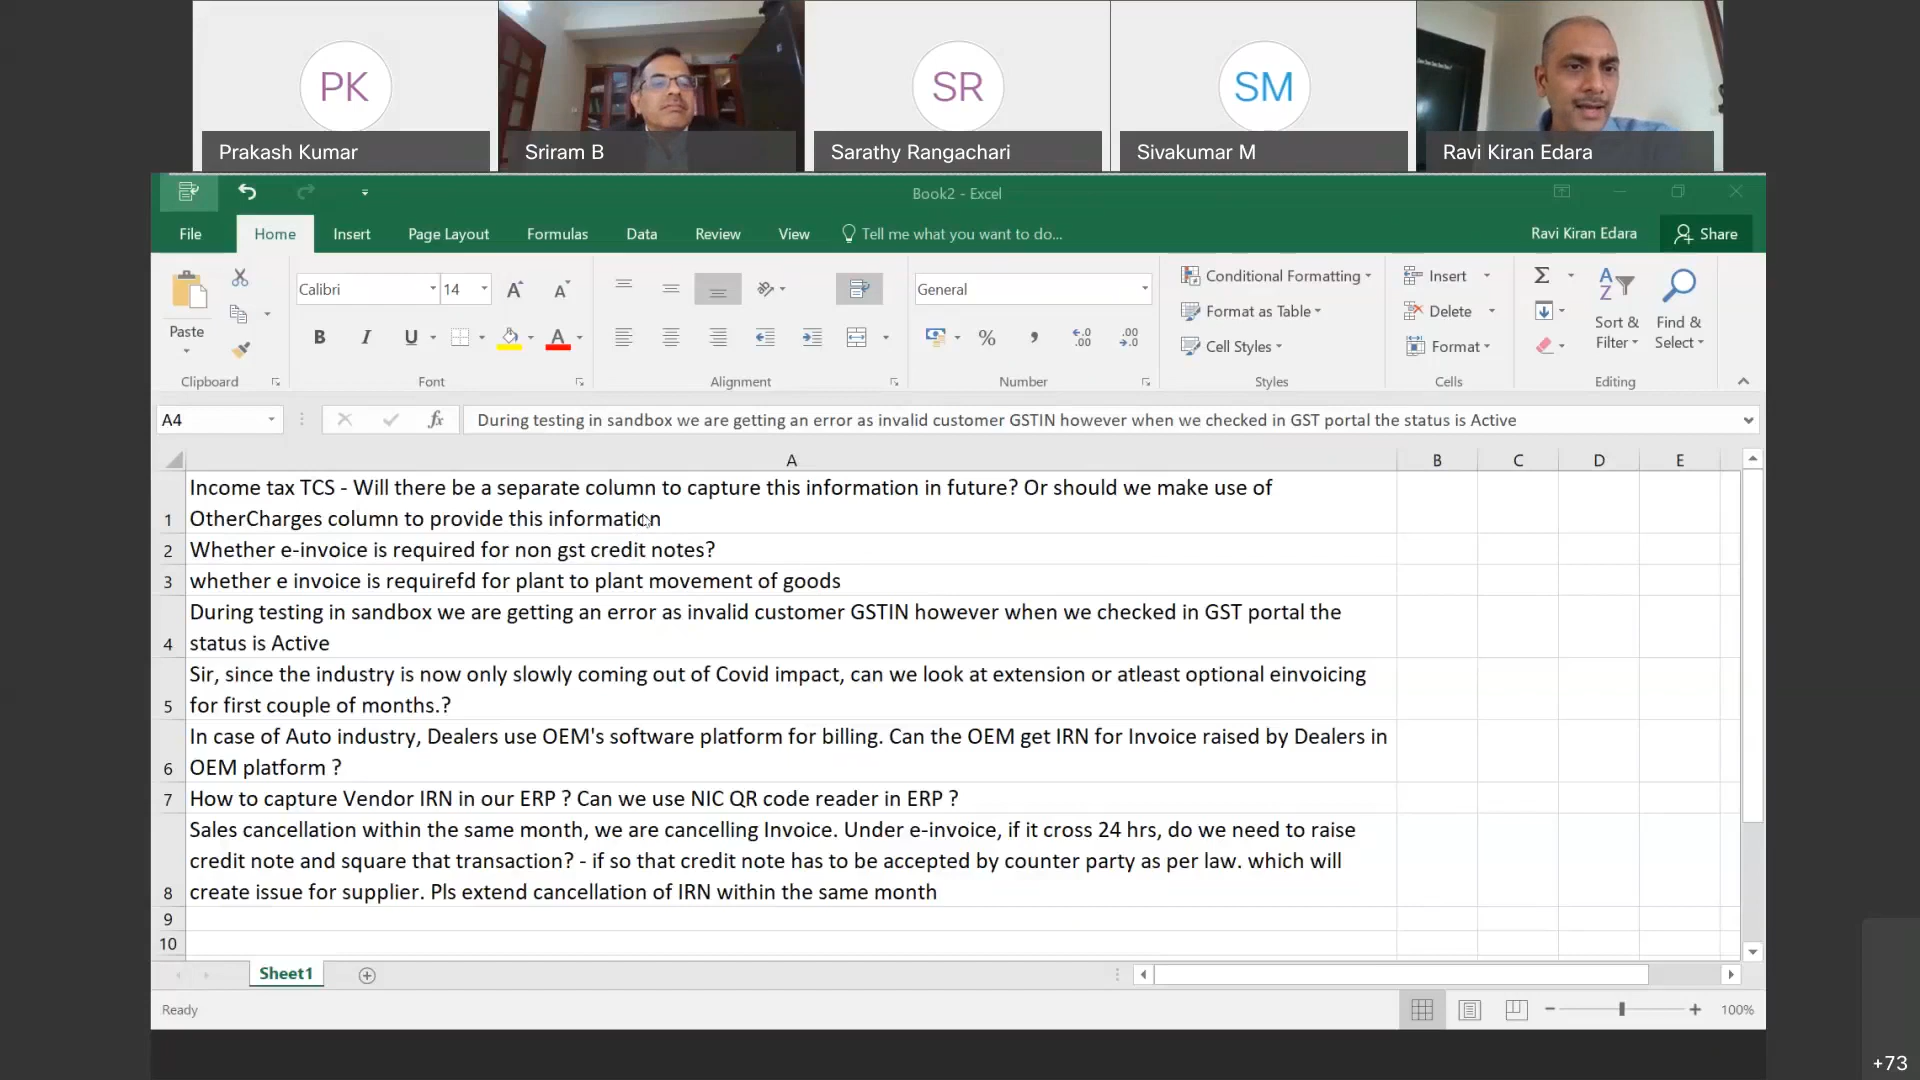 PK
SR
SM
Prakash Kumar
Sriram B
Sarathy Rangachari
Sivakumar M
Ravi Kiran Edara
Book2 - Excel
File
Home
Insert
Page Layout
Formulas
Data
Review
View
Tell me what you want to do...
Ravi Kiran Edara
Share
Paste
Clipboard
Calibri
14
B I U
Font
Alignment
General
%
Number
Conditional Formatting
Format as Table
Cell Styles
Styles
Insert
Delete
Format
Cells
Sort &
Filter
Find &
Select
Editing
A4
fx
During testing in sandbox we are getting an error as invalid customer GSTIN however when we checked in GST portal the status is Active
A B C D E
Income tax TCS - Will there be a separate column to capture this information in future? Or should we make use of
1 OtherCharges column to provide this information
2 Whether e-invoice is required for non gst credit notes?
3 whether e invoice is requirefd for plant to plant movement of goods
During testing in sandbox we are getting an error as invalid customer GSTIN however when we checked in GST portal the
4 status is Active
Sir, since the industry is now only slowly coming out of Covid impact, can we look at extension or atleast optional einvoicing
5 for first couple of months.?
In case of Auto industry, Dealers use OEM's software platform for billing. Can the OEM get IRN for Invoice raised by Dealers in
6 OEM platform ?
7 How to capture Vendor IRN in our ERP ? Can we use NIC QR code reader in ERP ?
Sales cancellation within the same month, we are cancelling Invoice. Under e-invoice, if it cross 24 hrs, do we need to raise
credit note and square that transaction? - if so that credit note has to be accepted by counter party as per law. which will
8 create issue for supplier. Pls extend cancellation of IRN within the same month
9
10
Sheet1
Ready
100%
+73